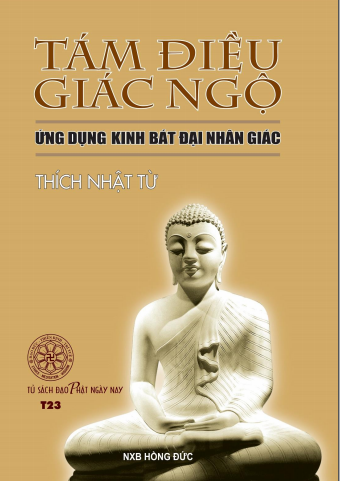 TÁM ĐIỀU
GIÁC NGỘ
ỨNG DỤNG KINH BÁT ĐẠI NHÂN GIÁC
THÍCH NHẬT TỪ
TỦ SÁCH ĐẠO PHẬT NGÀY NAY
T23
NXB HỒNG ĐỨC